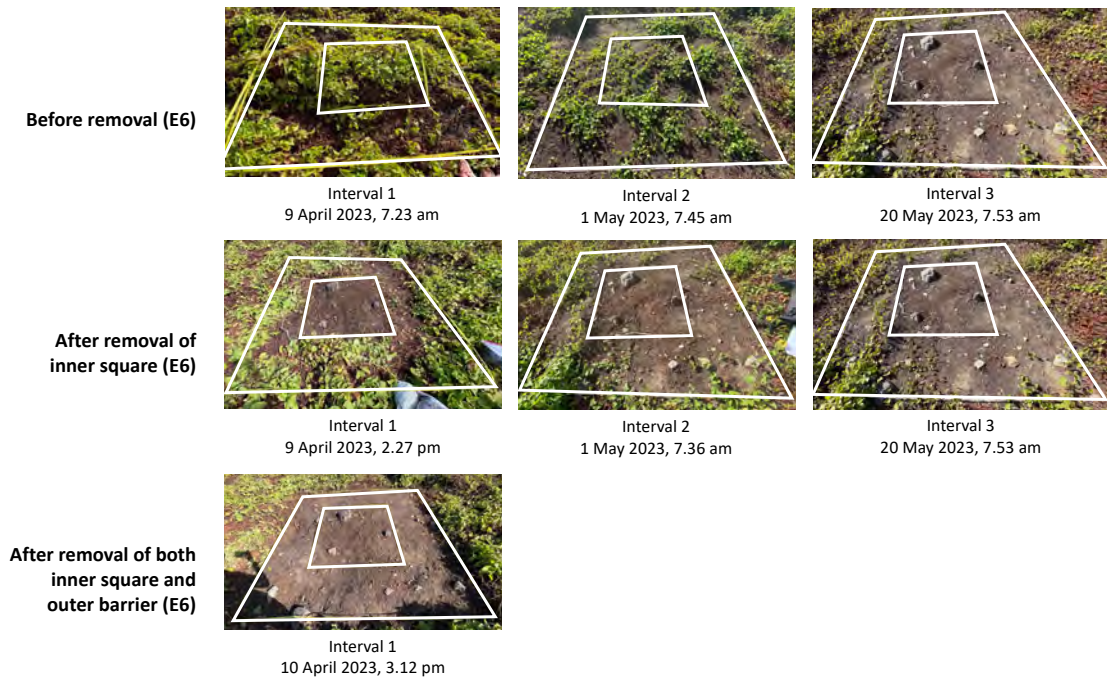 Before removal (E6)
Interval 1
9 April 2023, 7.23 am
Interval 2
1 May 2023, 7.45 am
Interval 3
20 May 2023, 7.53 am
After removal of
inner square (E6)
Interval 1
9 April 2023, 2.27 pm
Interval 2
1 May 2023, 7.36 am
Interval 3
20 May 2023, 7.53 am
After removal of both
inner square and
outer barrier (E6)
Interval 1
10 April 2023, 3.12 pm